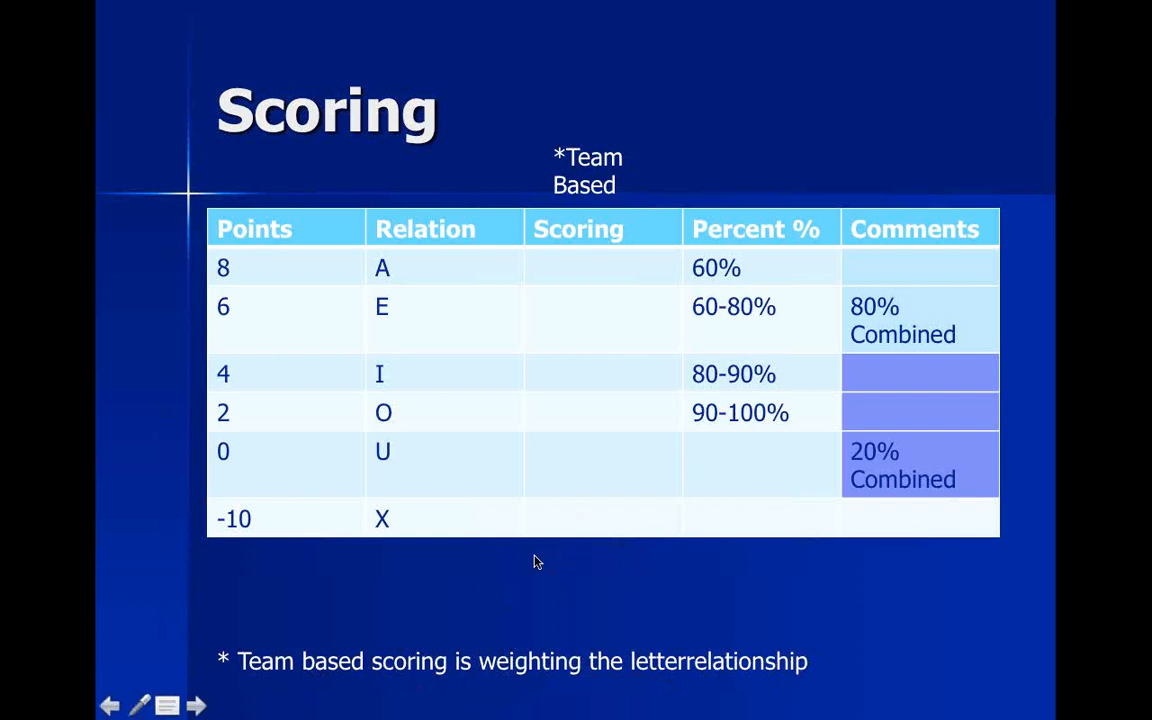 Scoring
*Team
Based
Points Relation Scoring Percent % Comments
8 A 60%
6 E 60-80% 80%
Combined
4 I 80-90%
2 O 90-100%
0 U 20%
Combined
-10 X
* Team based scoring is weighting the letterrelationship